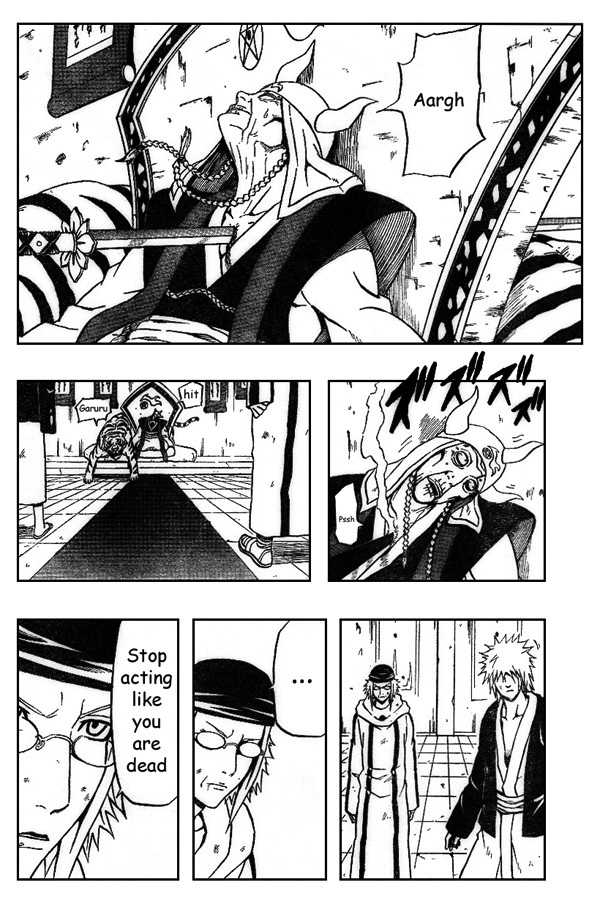 Aargh
Garuru
hit
ズズズズ
Pssh
Stop
acting
like
you
are
dead
...